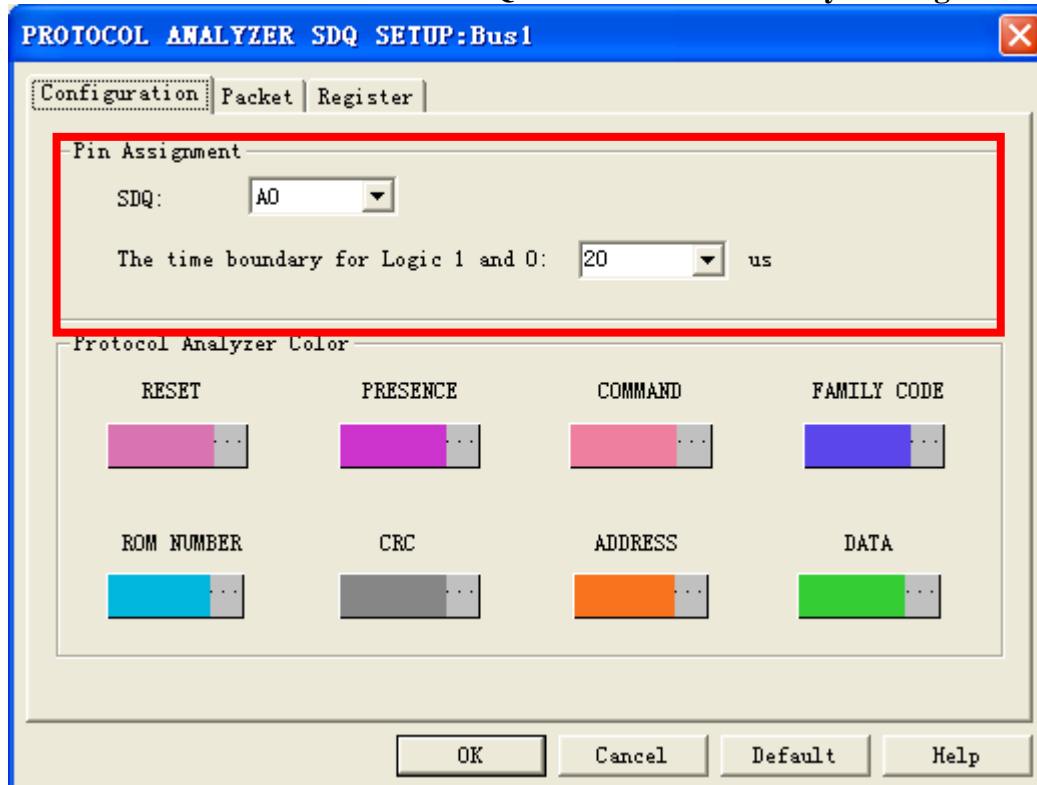 PROTOCOL ANALYZER SDQ SETUP:Bus1
Configuration Packet Register
Pin Assignment
SDQ: A0
The time boundary for Logic 1 and 0: 20 us
Protocol Analyzer Color
RESET PRESENCE COMMAND FAMILY CODE
... ... ... ...
ROM NUMBER CRC ADDRESS DATA
... ... ... ...
OK Cancel Default Help